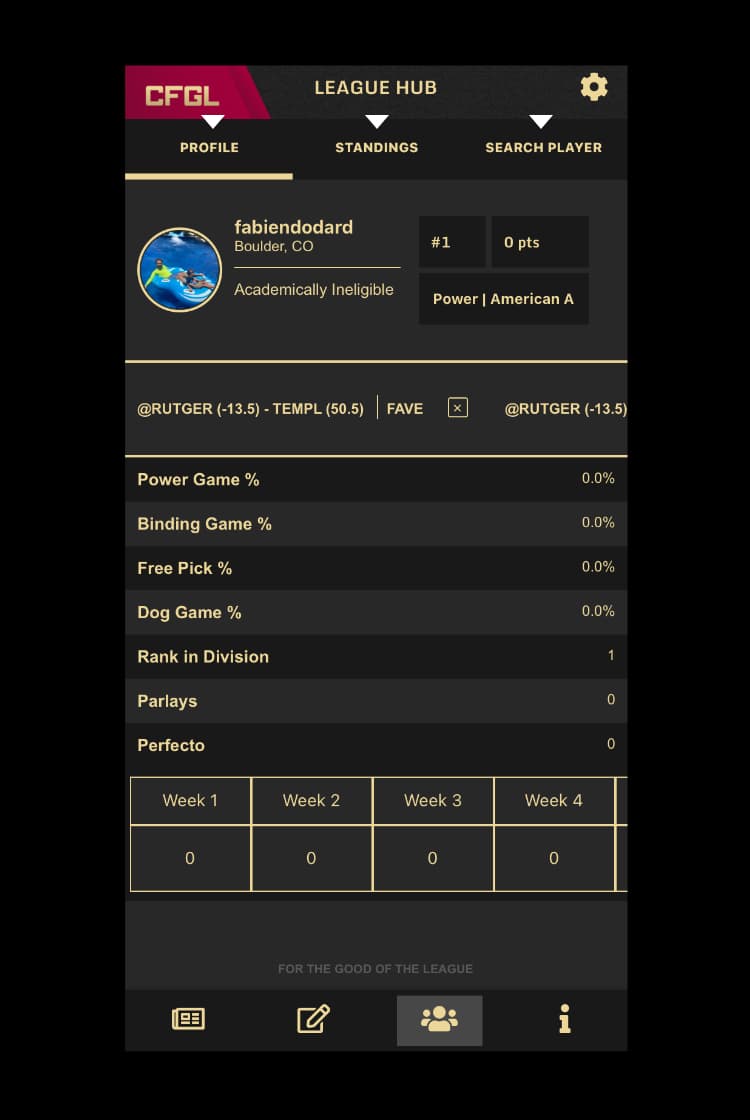 CFGL
LEAGUE HUB
PROFILE
STANDINGS
SEARCH PLAYER
fabiendodard
Boulder, CO
Academically Ineligible
#1
0 pts
Power | American A
@RUTGER (-13.5) - TEMPL (50.5) | FAVE
@RUTGER (-13.5)
Power Game % 0.0%
Binding Game % 0.0%
Free Pick % 0.0%
Dog Game % 0.0%
Rank in Division 1
Parlays 0
Perfecto 0
Week 1 Week 2 Week 3 Week 4
0 0 0 0
FOR THE GOOD OF THE LEAGUE